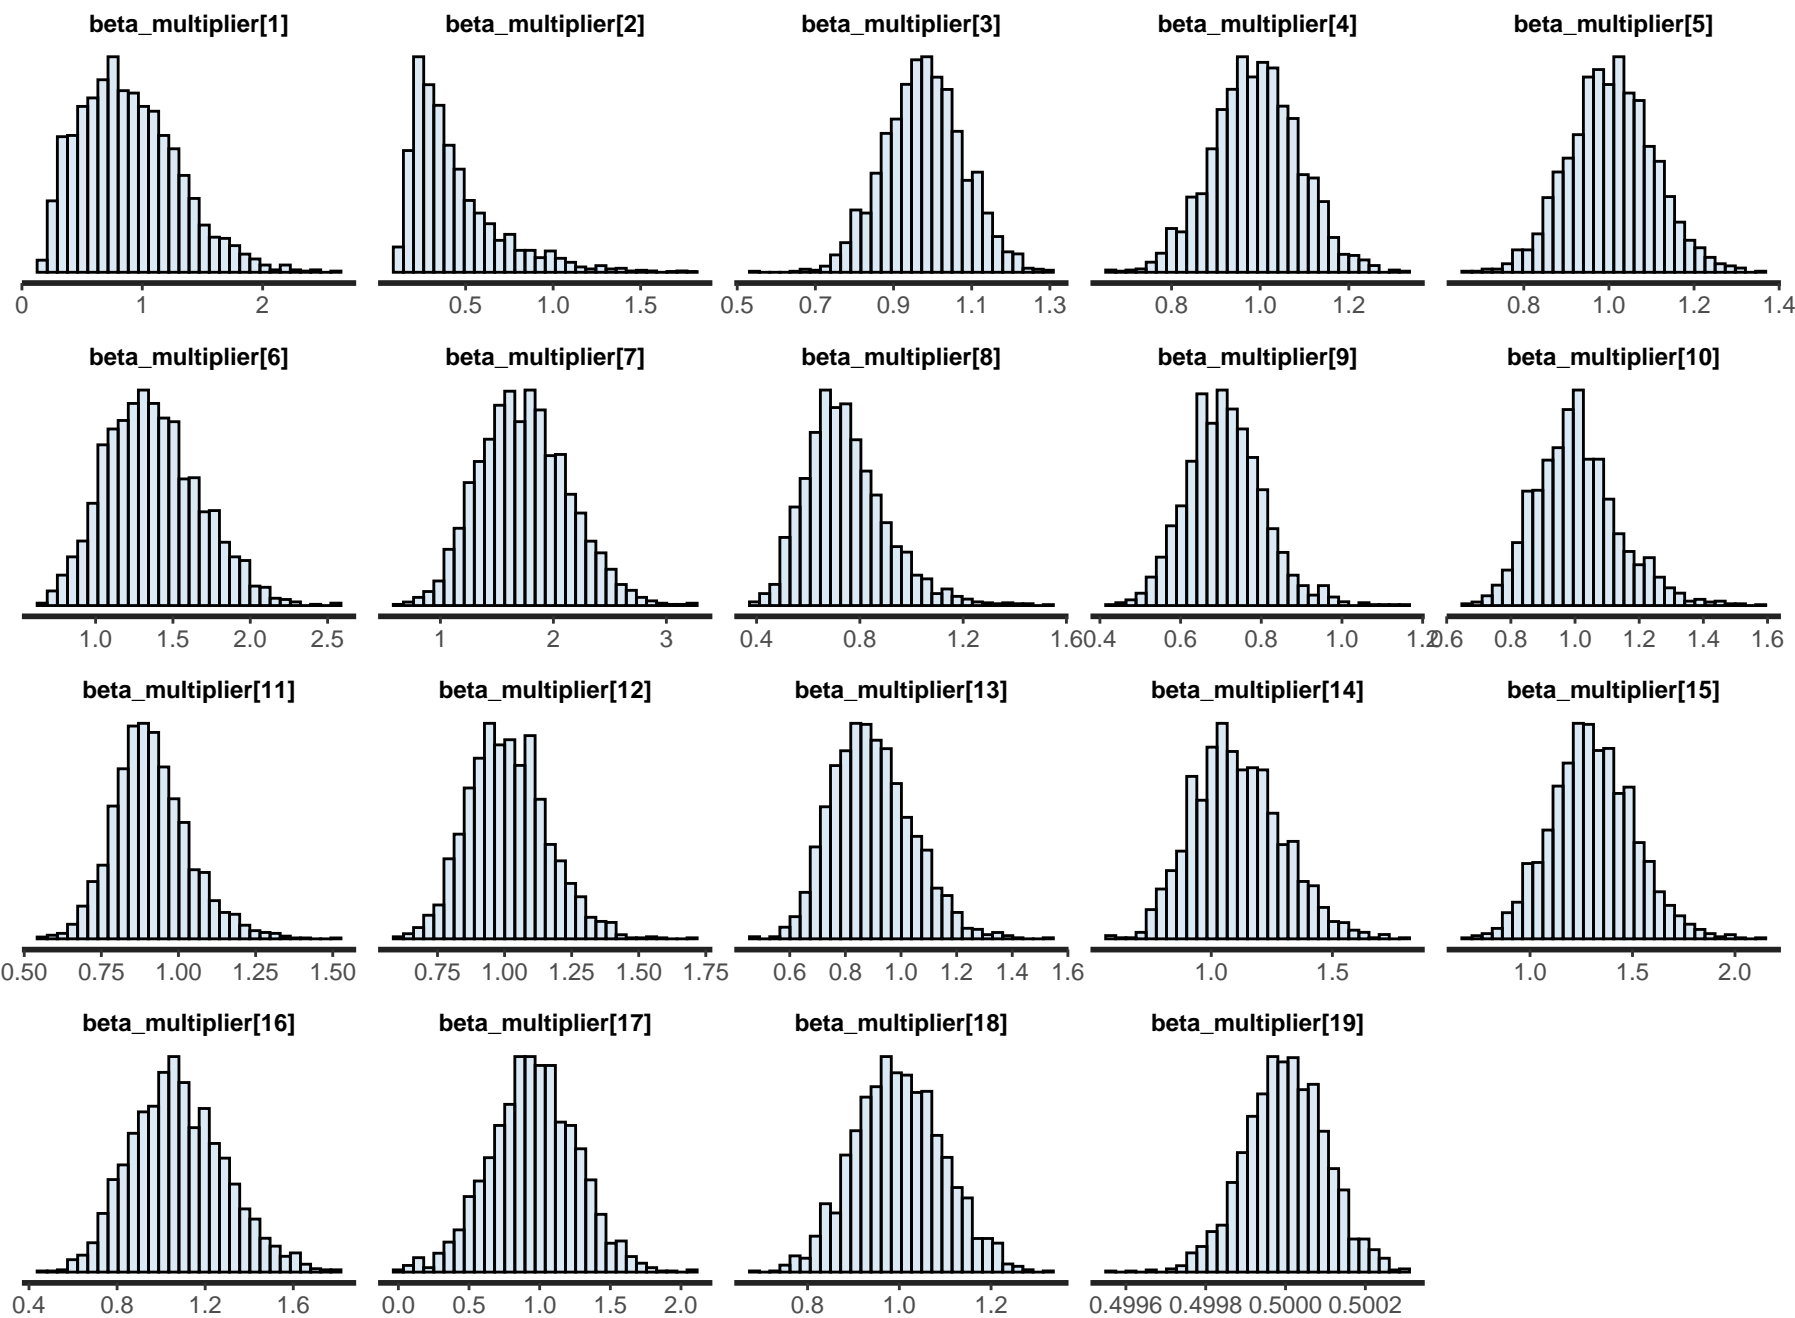 beta_multiplier[1] beta_multiplier[2] beta_multiplier[3] beta_multiplier[4] beta_multiplier[5]
0 1 2 0.5 1.0 1.5 0.5 0.7 0.9 1.1 1.3 0.8 1.0 1.2 0.8 1.0 1.2 1.4
beta_multiplier[6] beta_multiplier[7] beta_multiplier[8] beta_multiplier[9] beta_multiplier[10]
1.0 1.5 2.0 2.5 1 2 3 0.4 0.8 1.2 1.6 0.4 0.6 0.8 1.0 1.2 0.6 0.8 1.0 1.2 1.4 1.6
beta_multiplier[11] beta_multiplier[12] beta_multiplier[13] beta_multiplier[14] beta_multiplier[15]
0.50 0.75 1.00 1.25 1.50 0.75 1.00 1.25 1.50 1.75 0.6 0.8 1.0 1.2 1.4 1.6 1.0 1.5 1.0 1.5 2.0
beta_multiplier[16] beta_multiplier[17] beta_multiplier[18] beta_multiplier[19]
0.4 0.8 1.2 1.6 0.0 0.5 1.0 1.5 2.0 0.8 1.0 1.2 0.4996 0.4998 0.5000 0.5002